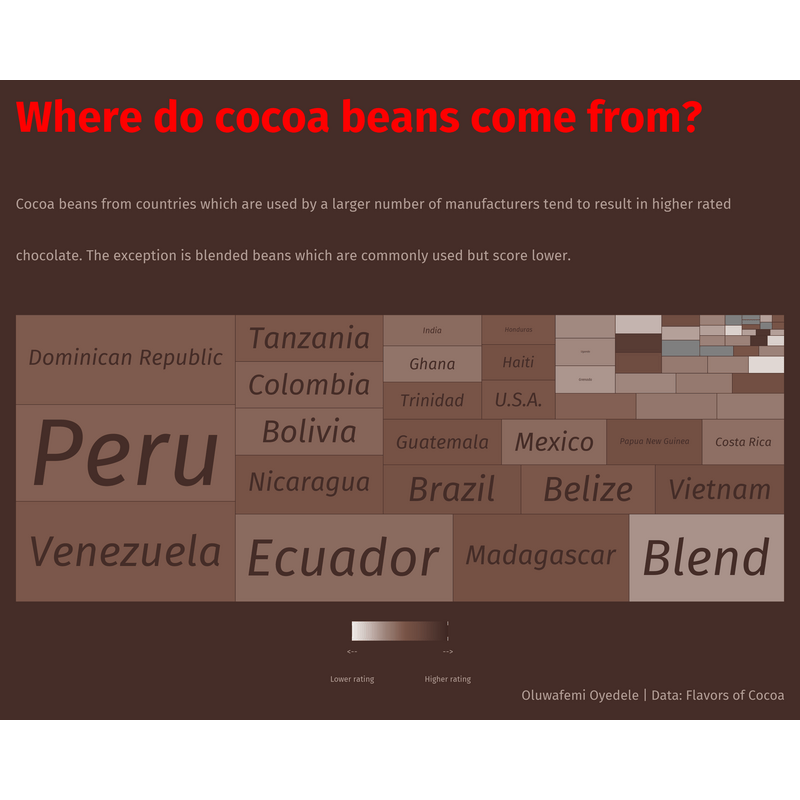 Where do cocoa beans come from?
Cocoa beans from countries which are used by a larger number of manufacturers tend to result in higher rated
chocolate. The exception is blended beans which are commonly used but score lower.
Dominican Republic
Peru
Venezuela
Tanzania
Colombia
Bolivia
Nicaragua
Ecuador
India
Honduras
Ghana
Haiti
Trinidad
U.S.A.
Guatemala
Mexico
Papua New Guinea
Costa Rica
Brazil
Belize
Vietnam
Madagascar
Blend
<-- -->
Lower rating Higher rating
Oluwafemi Oyedele | Data: Flavors of Cocoa